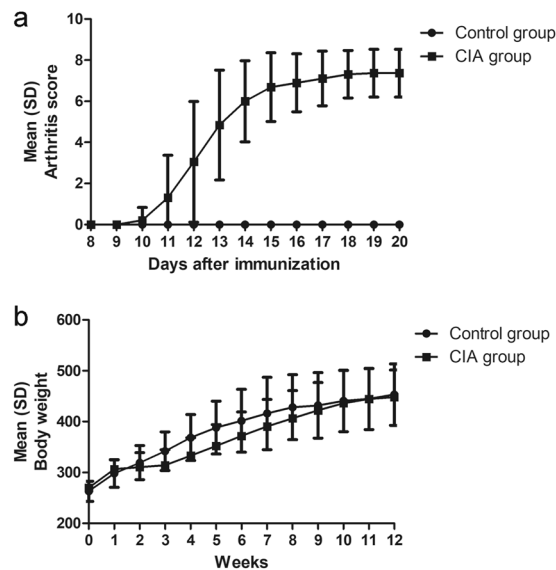 a
10
8
6
4
2
0
Mean (SD)
Arthritis score
8 9 10 11 12 13 14 15 16 17 18 19 20
Days after immunization
Control group
CIA group
b
600
500
400
300
200
Mean (SD)
Body weight
0 1 2 3 4 5 6 7 8 9 10 11 12
Weeks
Control group
CIA group